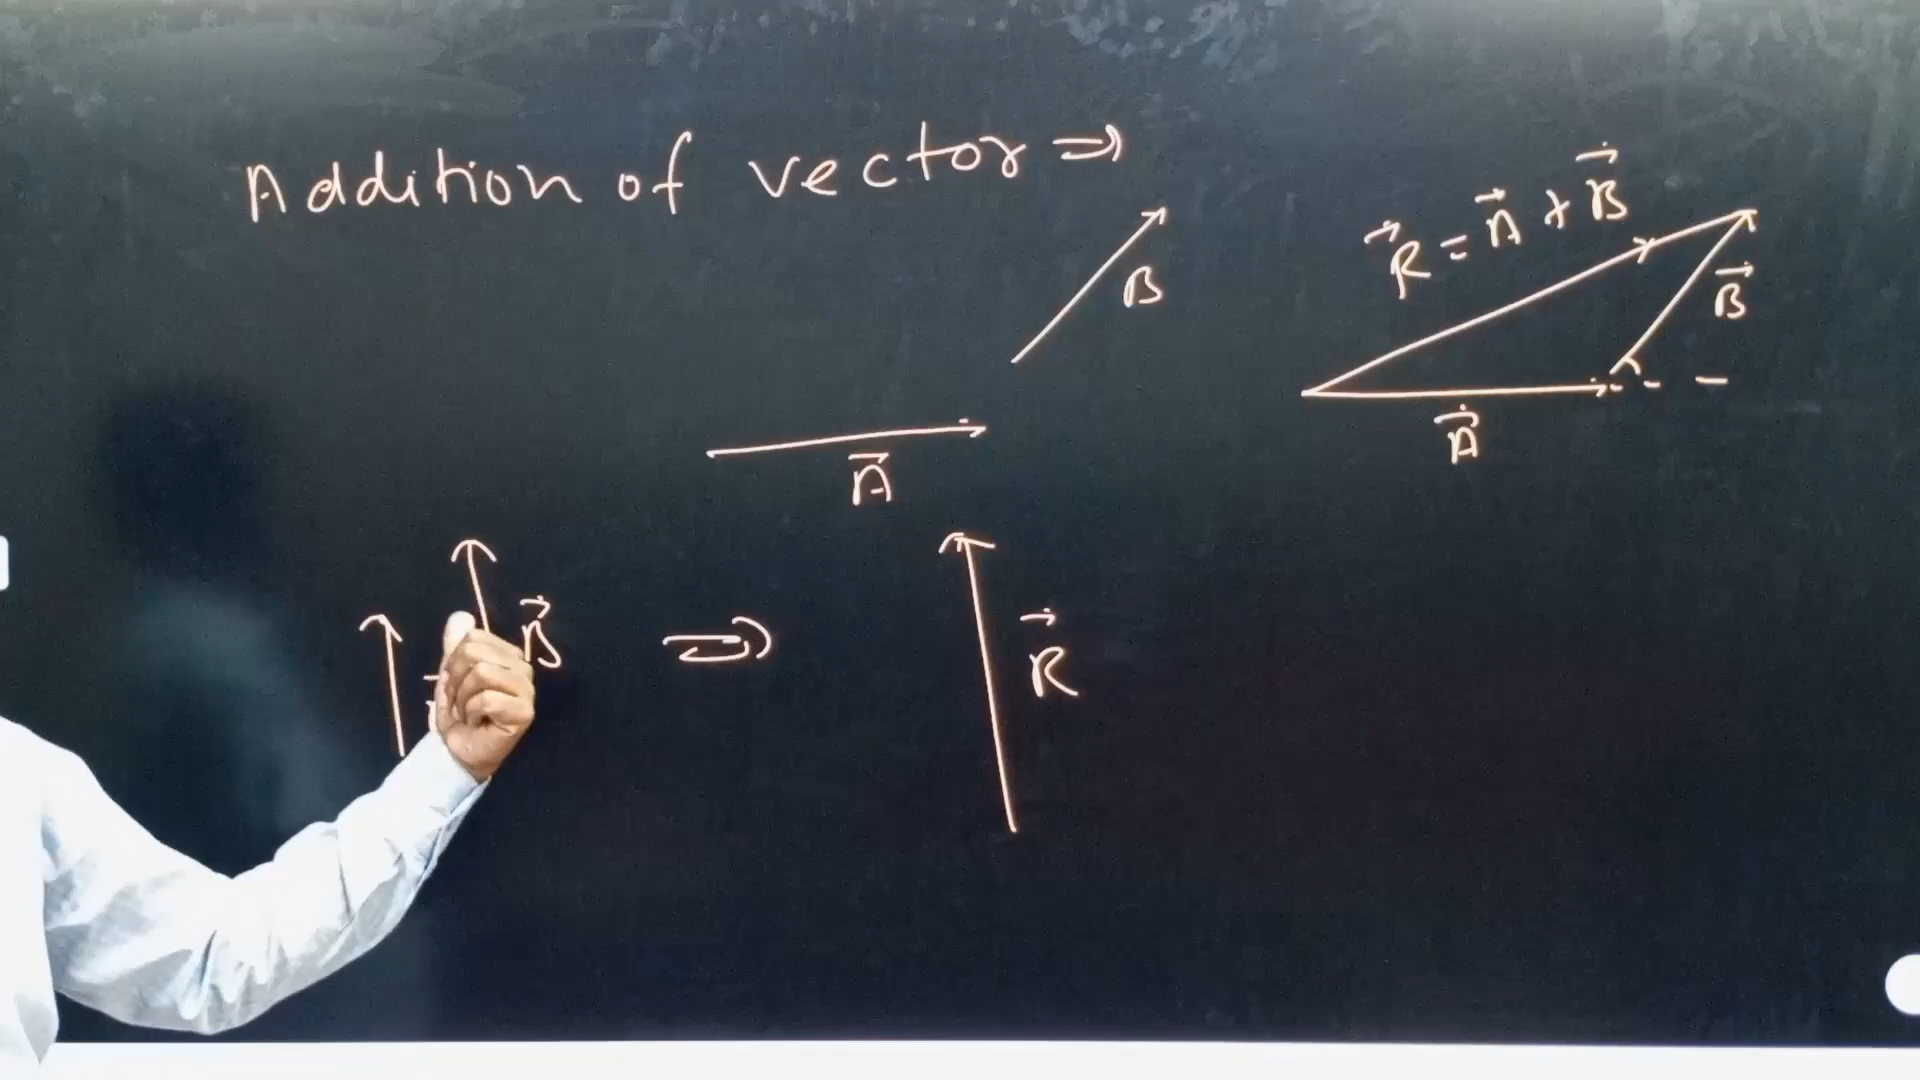 Addition of vector ⇒
B
R⃗ = A⃗ + B⃗
B⃗
A⃗
A⃗
B⃗ ⇒ R⃗